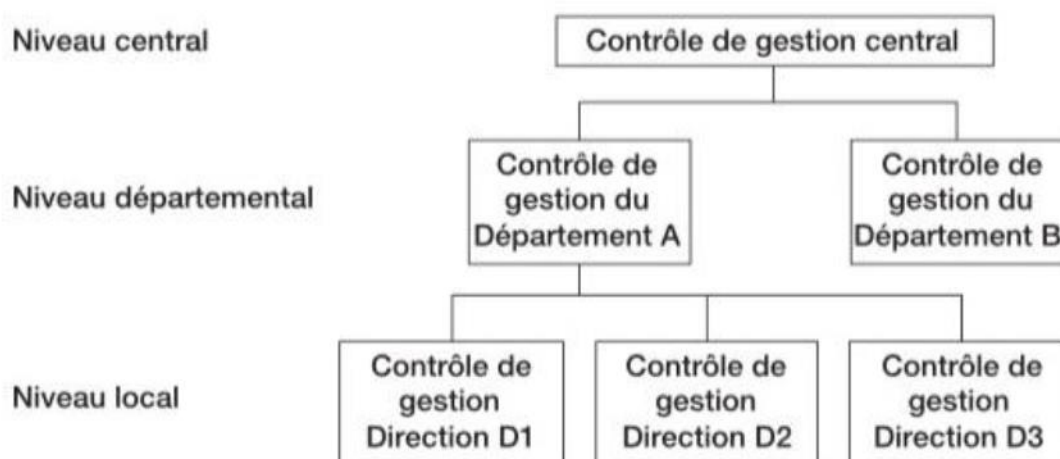 Niveau central
Contrôle de gestion central
Niveau départemental
Contrôle de
gestion du
Département A
Contrôle de
gestion du
Département B
Niveau local
Contrôle de
gestion
Direction D1
Contrôle de
gestion
Direction D2
Contrôle de
gestion
Direction D3